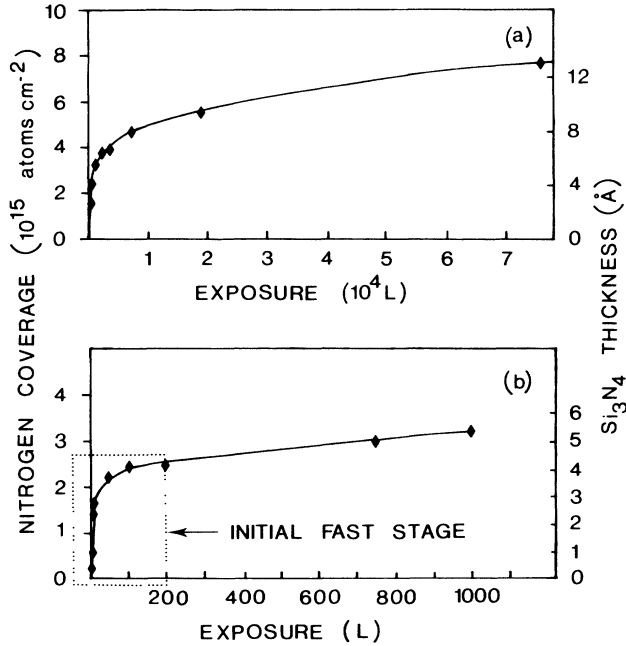 (a)
10
8
6
4
2
0
12
8
4
0
1 2 3 4 5 6 7
EXPOSURE (10⁴L)
NITROGEN COVERAGE (10¹⁵ atoms cm⁻²)
Si₃N₄ THICKNESS (Å)
(b)
4
3
2
1
0
6
5
4
3
2
1
0
INITIAL FAST STAGE
200 400 600 800 1000
EXPOSURE (L)